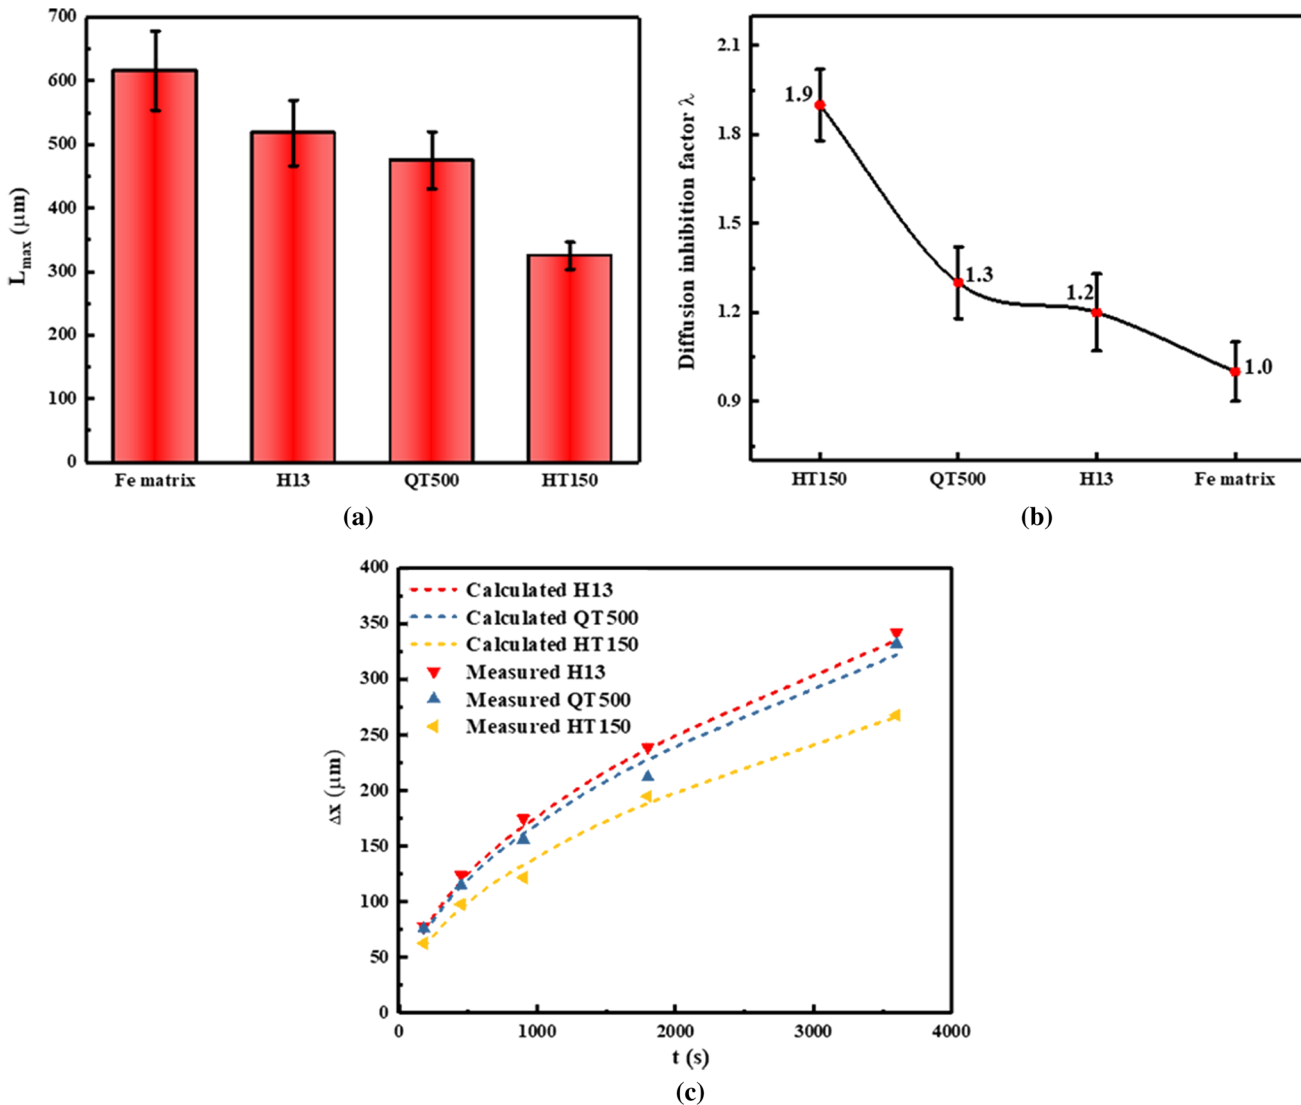 700
600
500
400
300
200
100
0
L_max (μm)
Fe matrix H13 QT500 HT150
(a)
2.1
1.8
1.5
1.2
0.9
Diffusion inhibition factor λ
1.9
1.3
1.2
1.0
HT150 QT500 H13 Fe matrix
(b)
400
350
300
250
200
150
100
50
0
Δx (μm)
Calculated H13
Calculated QT500
Calculated HT150
Measured H13
Measured QT500
Measured HT150
0 1000 2000 3000 4000
t (s)
(c)